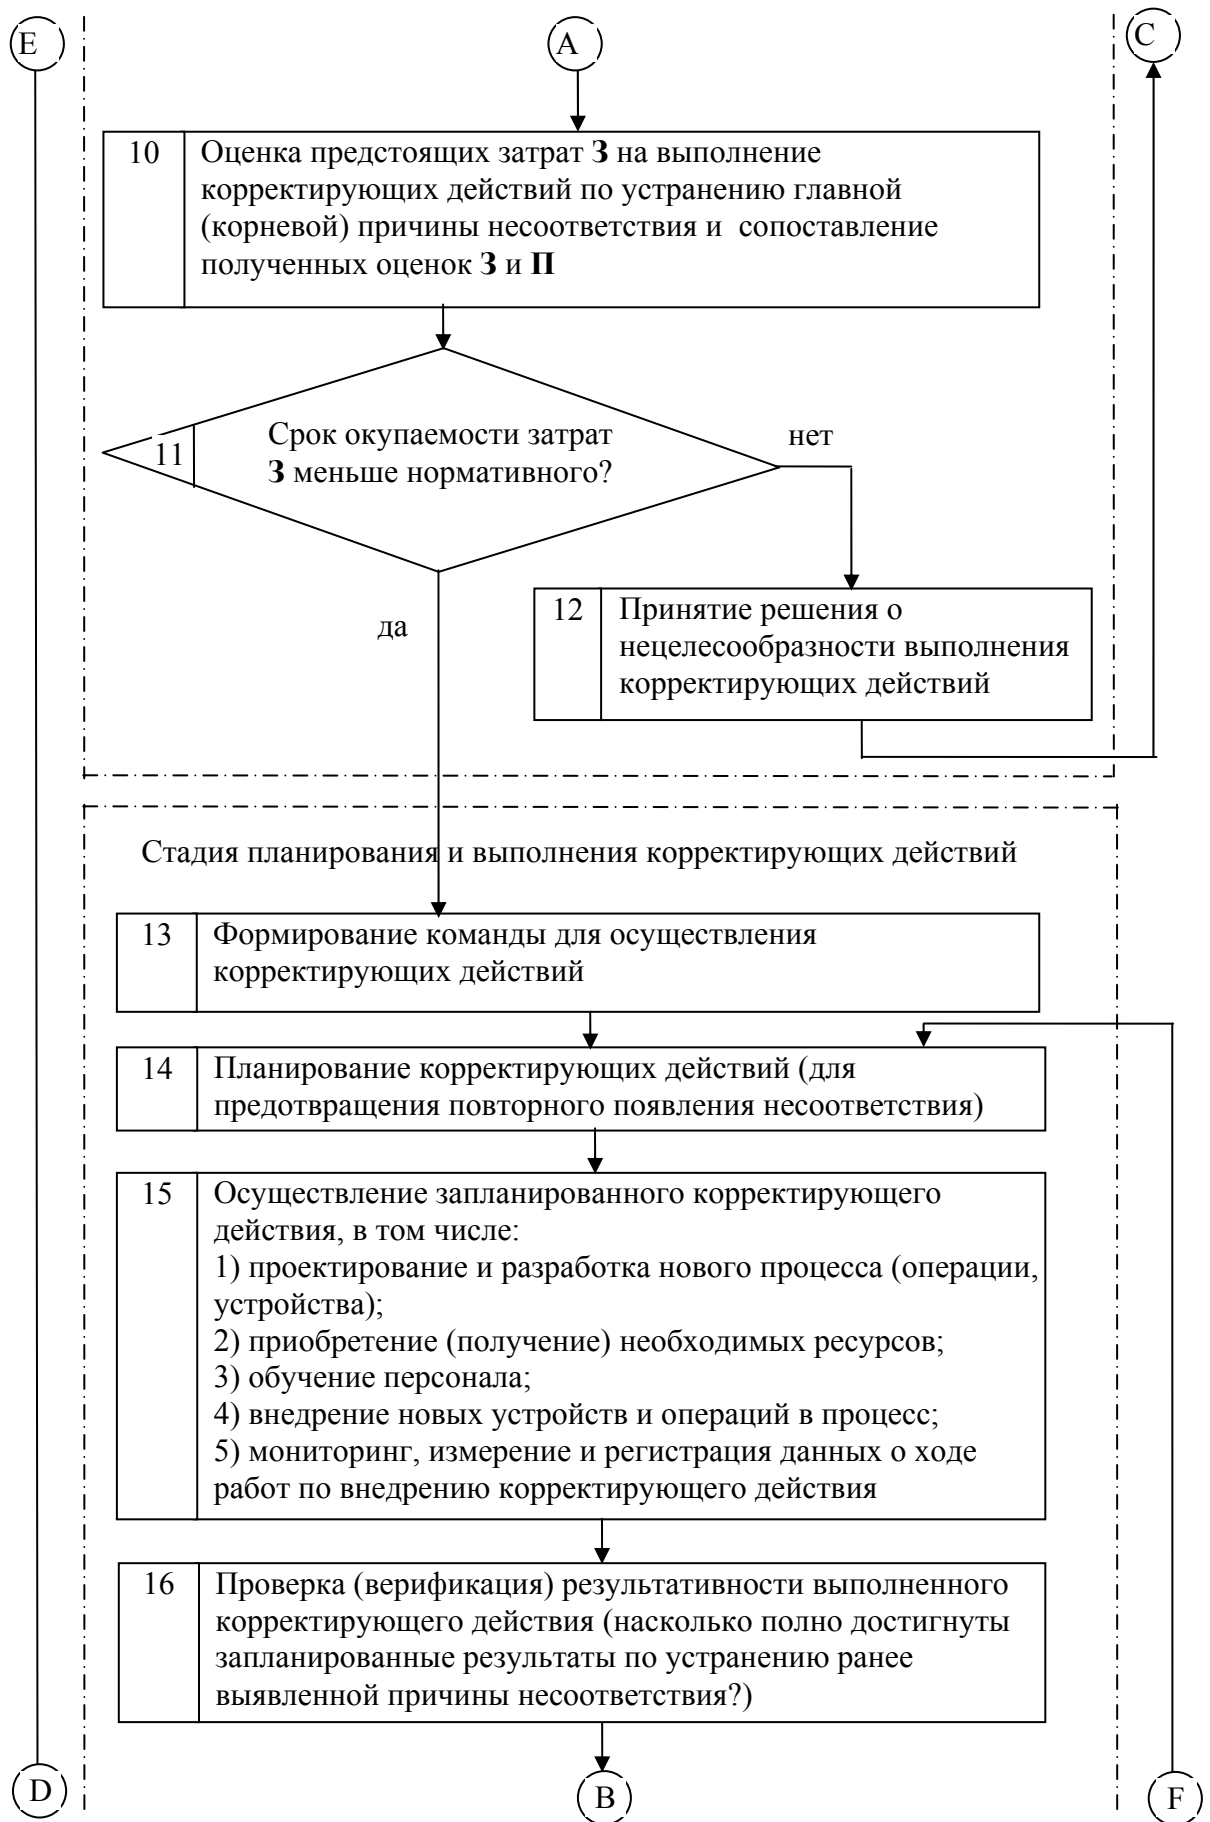 E
A
C
10
Оценка предстоящих затрат З на выполнение
корректирующих действий по устранению главной
(корневой) причины несоответствия и сопоставление
полученных оценок З и П
11
Срок окупаемости затрат
З меньше нормативного?
нет
да
12
Принятие решения о
нецелесообразности выполнения
корректирующих действий
Стадия планирования и выполнения корректирующих действий
13
Формирование команды для осуществления
корректирующих действий
14
Планирование корректирующих действий (для
предотвращения повторного появления несоответствия)
15
Осуществление запланированного корректирующего
действия, в том числе:
1) проектирование и разработка нового процесса (операции,
устройства);
2) приобретение (получение) необходимых ресурсов;
3) обучение персонала;
4) внедрение новых устройств и операций в процесс;
5) мониторинг, измерение и регистрация данных о ходе
работ по внедрению корректирующего действия
16
Проверка (верификация) результативности выполненного
корректирующего действия (насколько полно достигнуты
запланированные результаты по устранению ранее
выявленной причины несоответствия?)
D
B
F